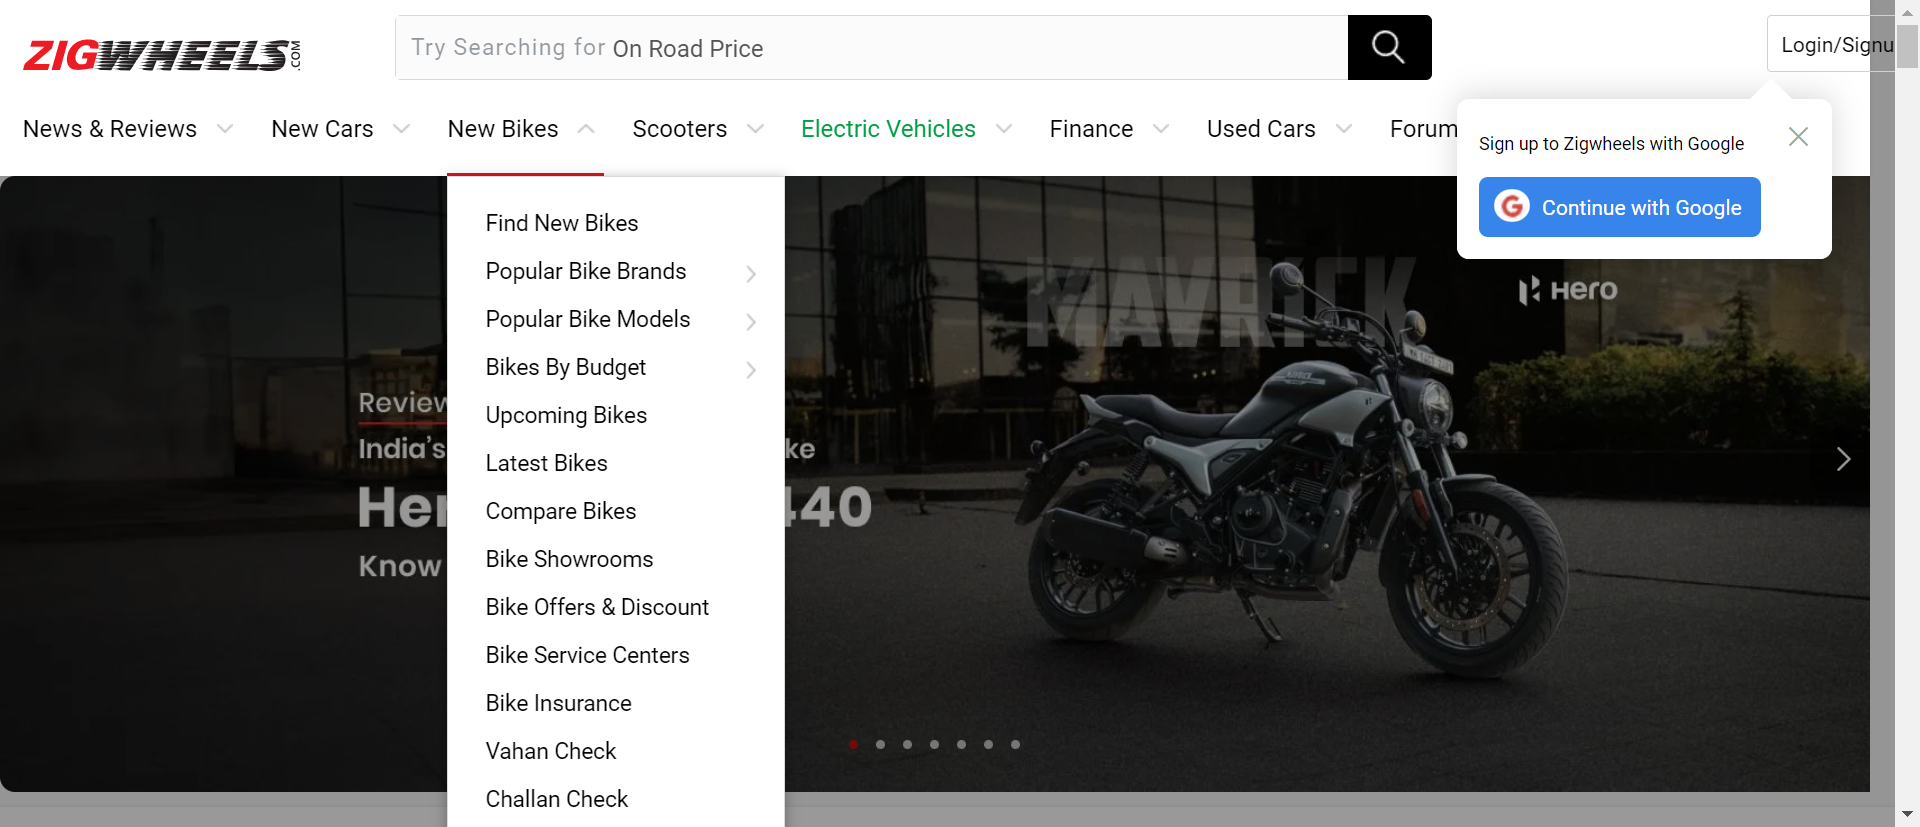 ZIGWHEELS.COM
Try Searching for On Road Price
Login/Signu
News & Reviews New Cars New Bikes Scooters Electric Vehicles Finance Used Cars Forum
Sign up to Zigwheels with Google
Continue with Google
Find New Bikes
Popular Bike Brands
Popular Bike Models
Bikes By Budget
Upcoming Bikes
Latest Bikes
Compare Bikes
Bike Showrooms
Bike Offers & Discount
Bike Service Centers
Bike Insurance
Vahan Check
Challan Check
MAVRICK
Hero
Review
India's ke
Her 440
Know